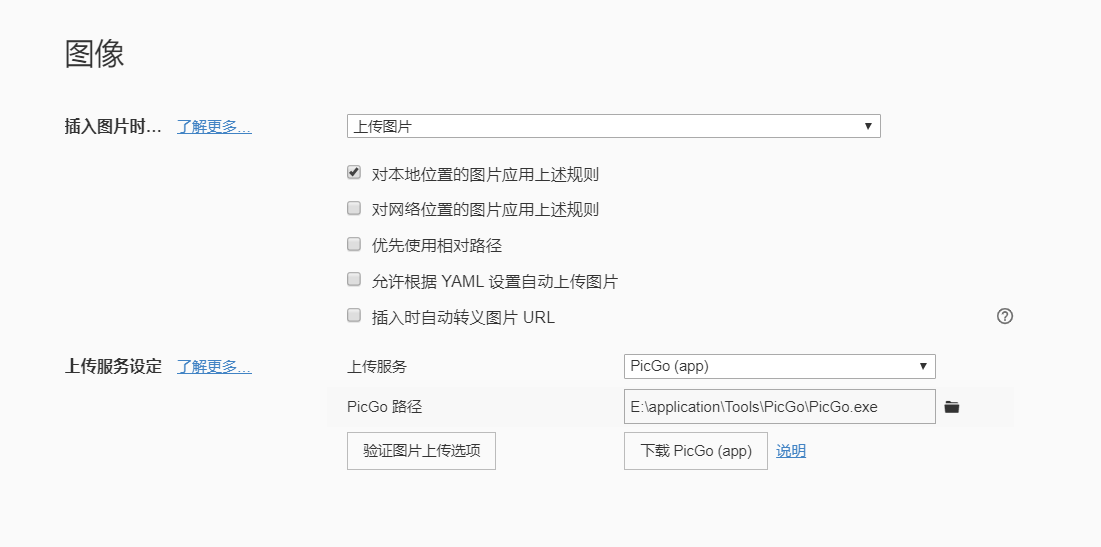 图像
插入图片时... 了解更多... 上传图片
对本地位置的图片应用上述规则
对网络位置的图片应用上述规则
优先使用相对路径
允许根据 YAML 设置自动上传图片
插入时自动转义图片 URL
上传服务设定 了解更多... 上传服务 PicGo (app)
PicGo 路径 E:\application\Tools\PicGo\PicGo.exe
验证图片上传选项 下载 PicGo (app) 说明